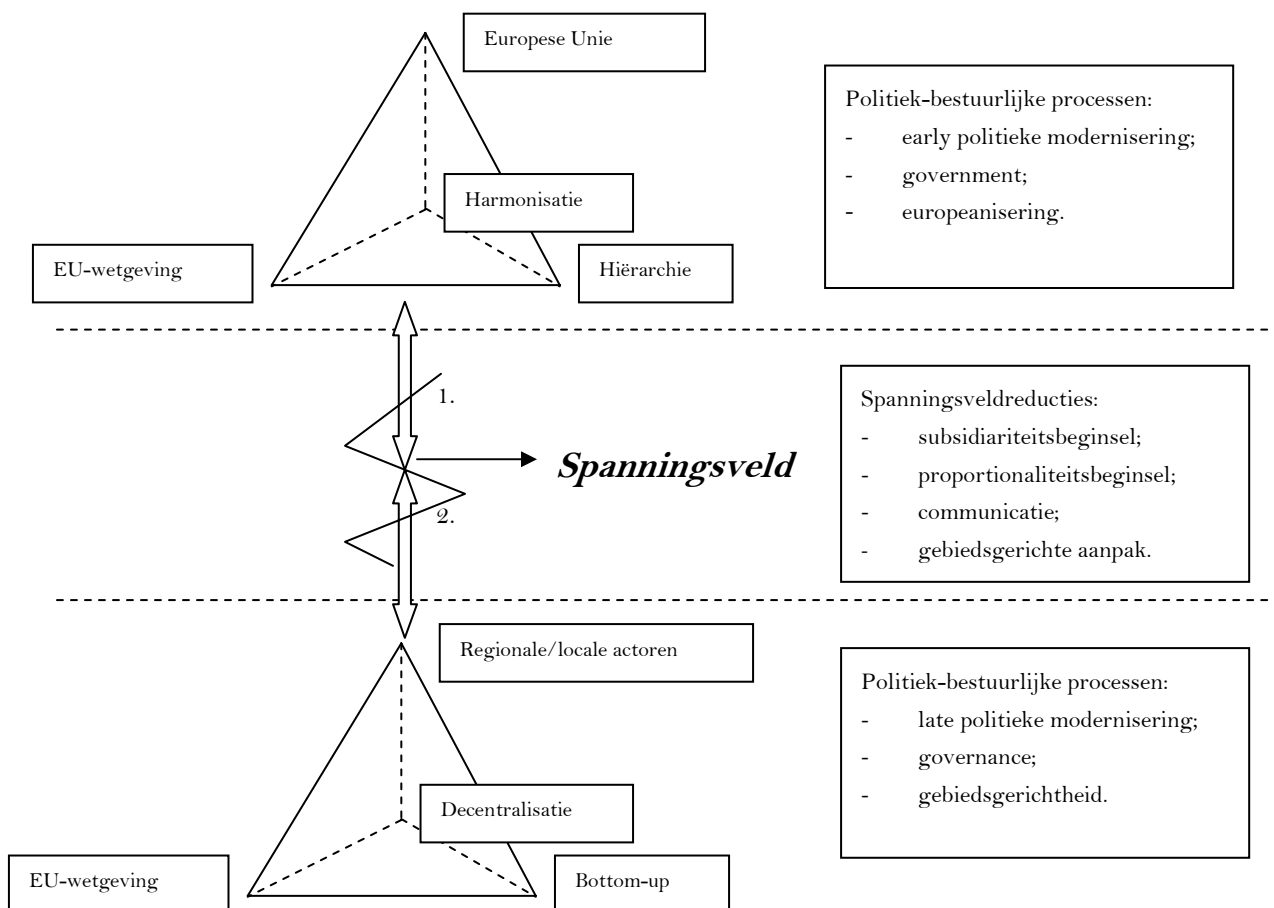 Europese Unie
Politiek-bestuurlijke processen:
- early politieke modernisering;
- government;
- europeanisering.
Harmonisatie
EU-wetgeving
Hiërarchie
1.
Spanningsveld
2.
Spanningsveldreducties:
- subsidiariteitsbeginsel;
- proportionaliteitsbeginsel;
- communicatie;
- gebiedsgerichte aanpak.
Regionale/locale actoren
Politiek-bestuurlijke processen:
- late politieke modernisering;
- governance;
- gebiedsgerichtheid.
Decentralisatie
EU-wetgeving
Bottom-up